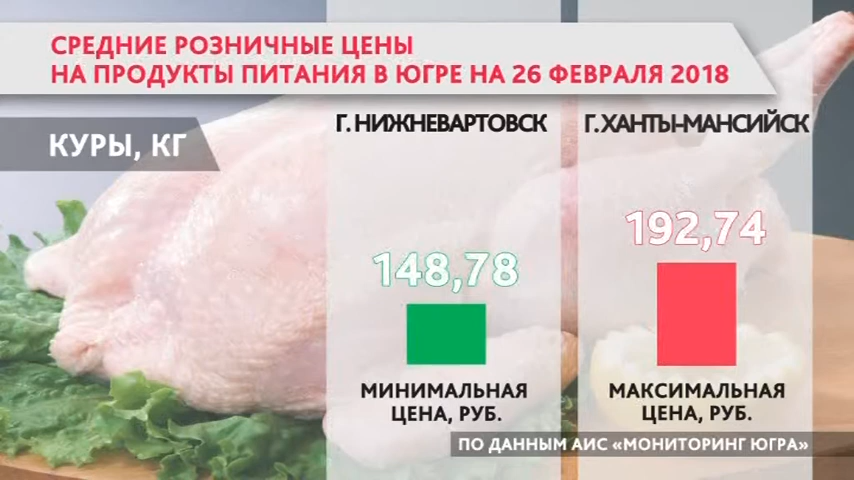 СРЕДНИЕ РОЗНИЧНЫЕ ЦЕНЫ
НА ПРОДУКТЫ ПИТАНИЯ В ЮГРЕ НА 26 ФЕВРАЛЯ 2018
КУРЫ, КГ
Г. НИЖНЕВАРТОВСК
148,78
МИНИМАЛЬНАЯ
ЦЕНА, РУБ.
Г. ХАНТЫ-МАНСИЙСК
192,74
МАКСИМАЛЬНАЯ
ЦЕНА, РУБ.
ПО ДАННЫМ АИС «МОНИТОРИНГ ЮГРА»